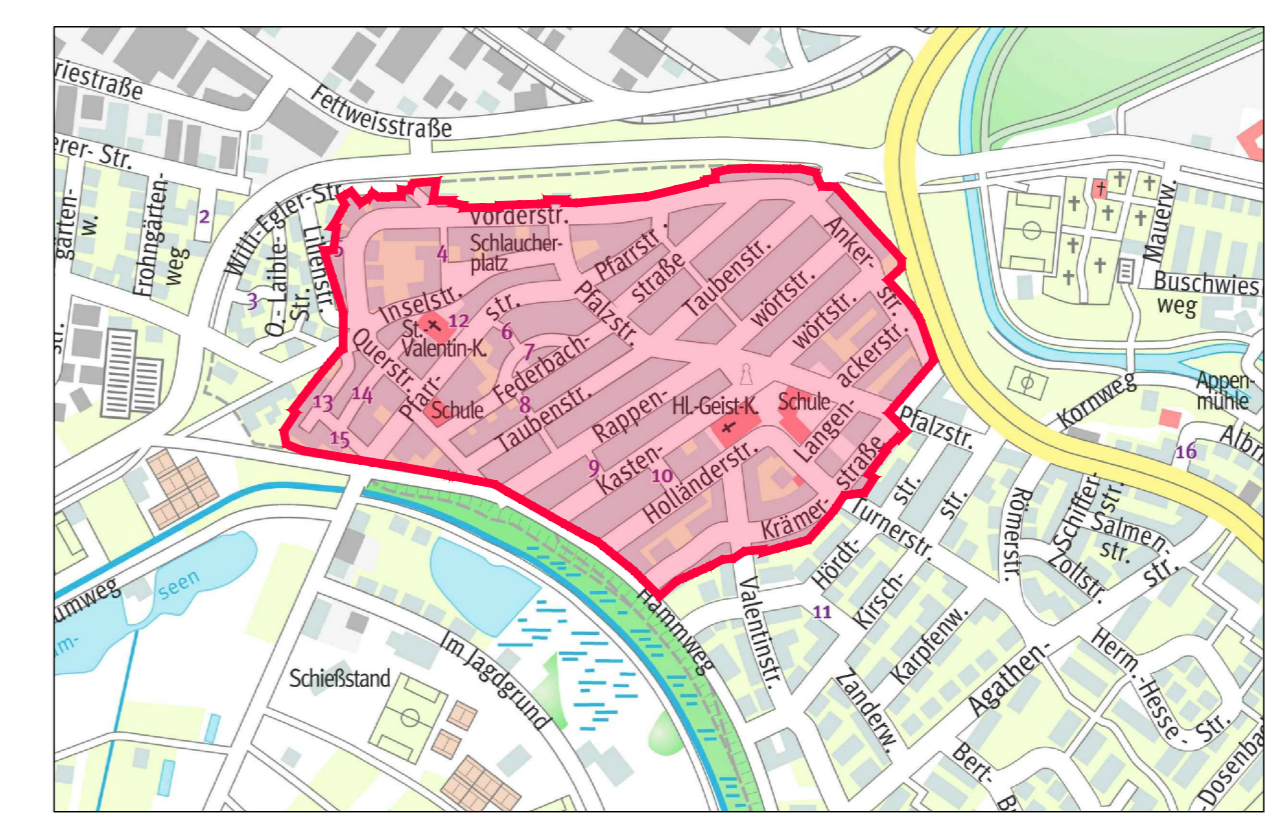 riestraße
Fettweisstraße
erer- Str.
gärten-
w.
Frohngärten-
weg
2
Willi-Egler-Str.
Lilienstr.
O.- Laible-
Str.
3
5
Vorderstr.
4
Schlaucher-
platz
Pfarrstr.
straße
Taubenstr.
Anker-
str.
wörtstr.
wörtstr.
ackerstr.
Inselstr.
str.
Pfalzstr.
St.
Valentin-K.
12
6
7
Querstr.
Pfarr-
Federbach-
8
Schule
Taubenstr.
13
14
15
Rappen-
Kasten-
9
10
Hl.-Geist-K.
Schule
Holländerstr.
Langen-
straße
Krämer-
Pfalzstr.
str.
str.
Turnerstr.
Hördt-
Kirsch-
Karpfenw.
Zanderw.
11
Valentinstr.
Hammweg
Römerstr.
Schiffer-
str.
Salmen-
str.
Zollstr.
Agathen-
Herm.-Hesse - Str.
Bert-
B
-Dosenba
Mauerw.
Buschwies
weg
Kornweg
Appen-
mühle
Albr
16
str.
umweg
m-
seen
Schießstand
Im Jagdgrund